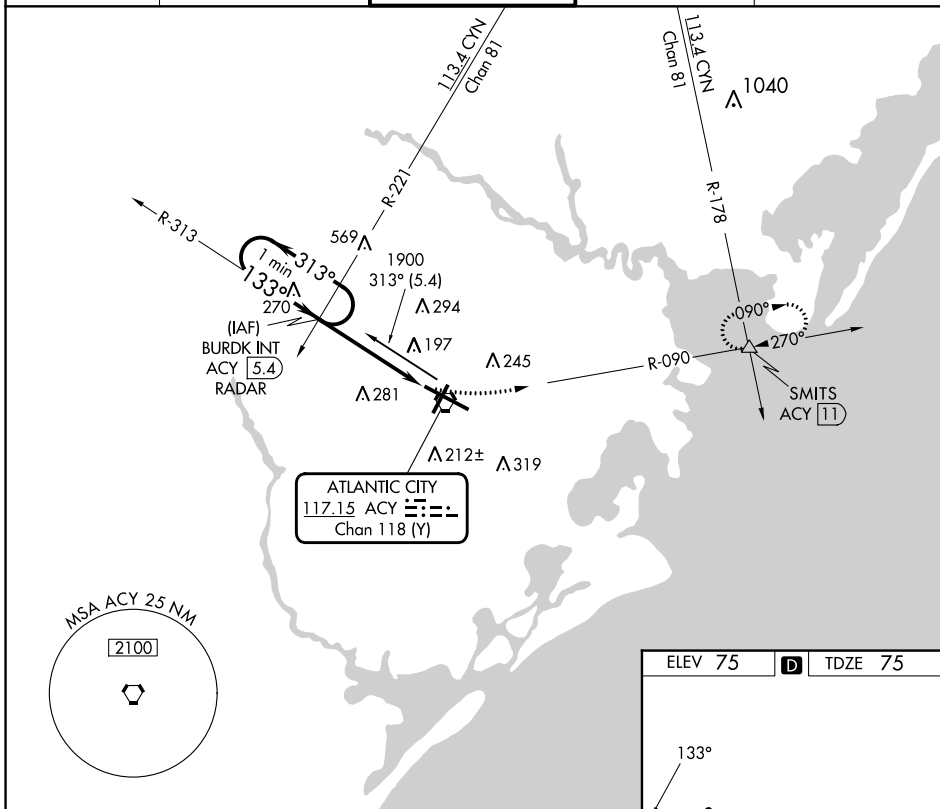 113.4 CYN
Chan 81
113.4 CYN
Chan 81
1040
R-221
R-178
R-313
569
1 min
313°
133°
270
1900
313° (5.4)
294
197
245
281
(IAF)
BURDK INT
ACY 5.4
RADAR
090°
270°
R-090
SMITS
ACY 11
212±
319
ATLANTIC CITY
117.15 ACY
Chan 118 (Y)
MSA ACY 25 NM
2100
ELEV 75 D TDZE 75
133°